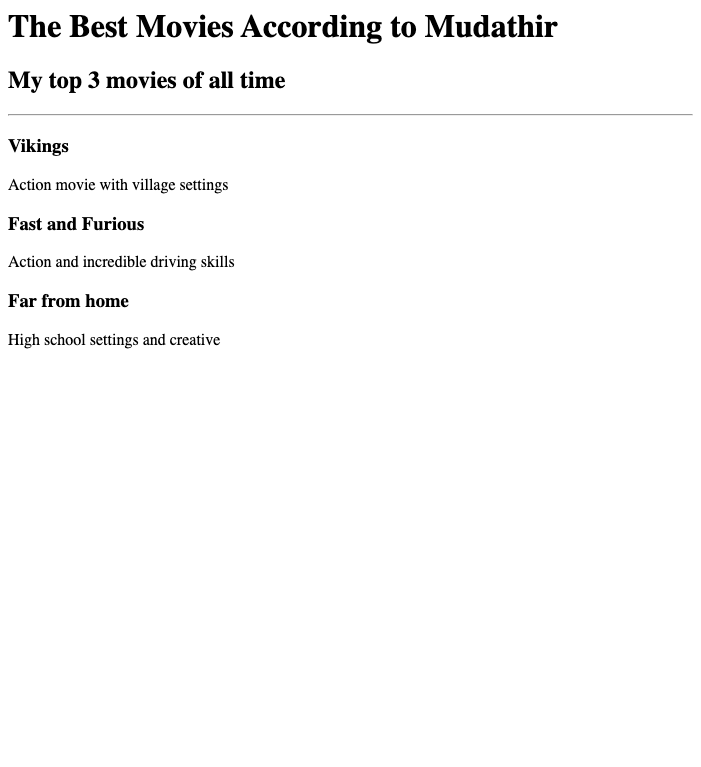 The Best Movies According to Mudathir
My top 3 movies of all time
Vikings
Action movie with village settings
Fast and Furious
Action and incredible driving skills
Far from home
High school settings and creative